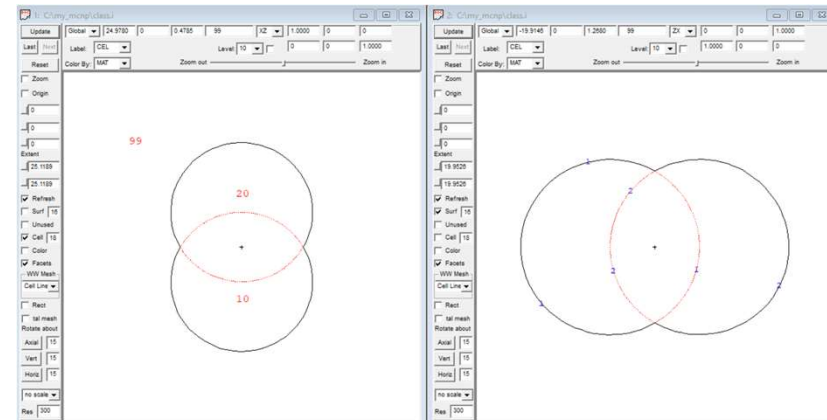 1: C:\my_mcnp\class.i
Update Global 24.9780 0 0.4785 99 XZ 1.0000 0 0
Last Next Label: CEL Level: 10 0 0 1.0000
Reset Color By: MAT Zoom out Zoom in
Zoom
Origin
0
0
0
Extent
25.1189
25.1189
Refresh
Surf 16
Unused
Cell 18
Color
Facets
WW Mesh
Cell Line
Rect
tal mesh
Rotate about
Axial 15
Vert 15
Horiz 15
no scale
Res 300
99
20
10
2: C:\my_mcnp\class.i
Update Global -19.9145 0 1.2680 99 ZX 0 0 1.0000
Last Next Label: CEL Level: 10 1.0000 0 0
Reset Color By: MAT Zoom out Zoom in
Zoom
Origin
0
0
0
Extent
19.9526
19.9526
Refresh
Surf 16
Unused
Cell 18
Color
Facets
WW Mesh
Cell Line
Rect
tal mesh
Rotate about
Axial 15
Vert 15
Horiz 15
no scale
Res 300
2
2
1
2